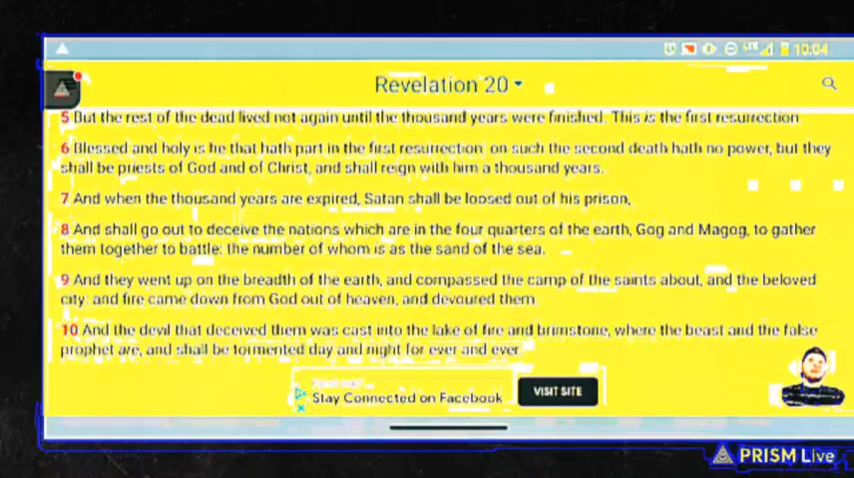 LTE 10:04
Revelation 20
5 But the rest of the dead lived not again until the thousand years were finished. This is the first resurrection
6 Blessed and holy is he that hath part in the first resurrection on such the second death hath no power, but they
shall be priests of God and of Christ, and shall reign with him a thousand years.
7 And when the thousand years are expired, Satan shall be loosed out of his prison,
8 And shall go out to deceive the nations which are in the four quarters of the earth, Gog and Magog, to gather
them together to battle: the number of whom is as the sand of the sea.
9 And they went up on the breadth of the earth, and compassed the camp of the saints about, and the beloved
city: and fire came down from God out of heaven, and devoured them
10 And the devil that deceived them was cast into the lake of fire and brimstone, where the beast and the false
prophet are, and shall be tormented day and night for ever and ever
Stay Connected on Facebook
VISIT SITE
PRISM Live